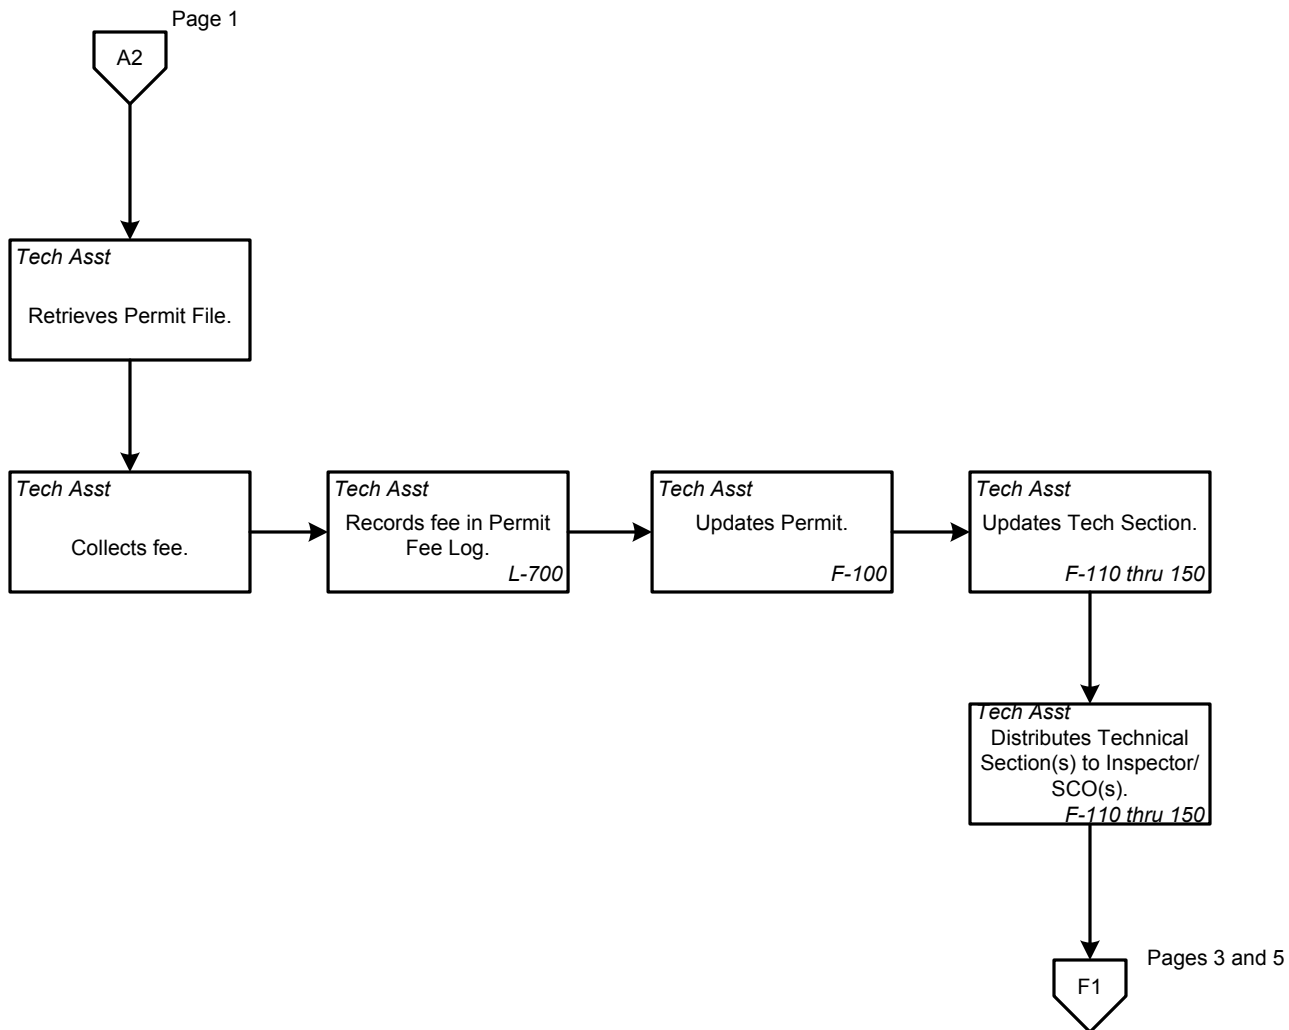 Page 1
A2
Tech Asst
Retrieves Permit File.
Tech Asst
Collects fee.
Tech Asst
Records fee in Permit
Fee Log.
L-700
Tech Asst
Updates Permit.
F-100
Tech Asst
Updates Tech Section.
F-110 thru 150
Tech Asst
Distributes Technical
Section(s) to Inspector/
SCO(s).
F-110 thru 150
Pages 3 and 5
F1